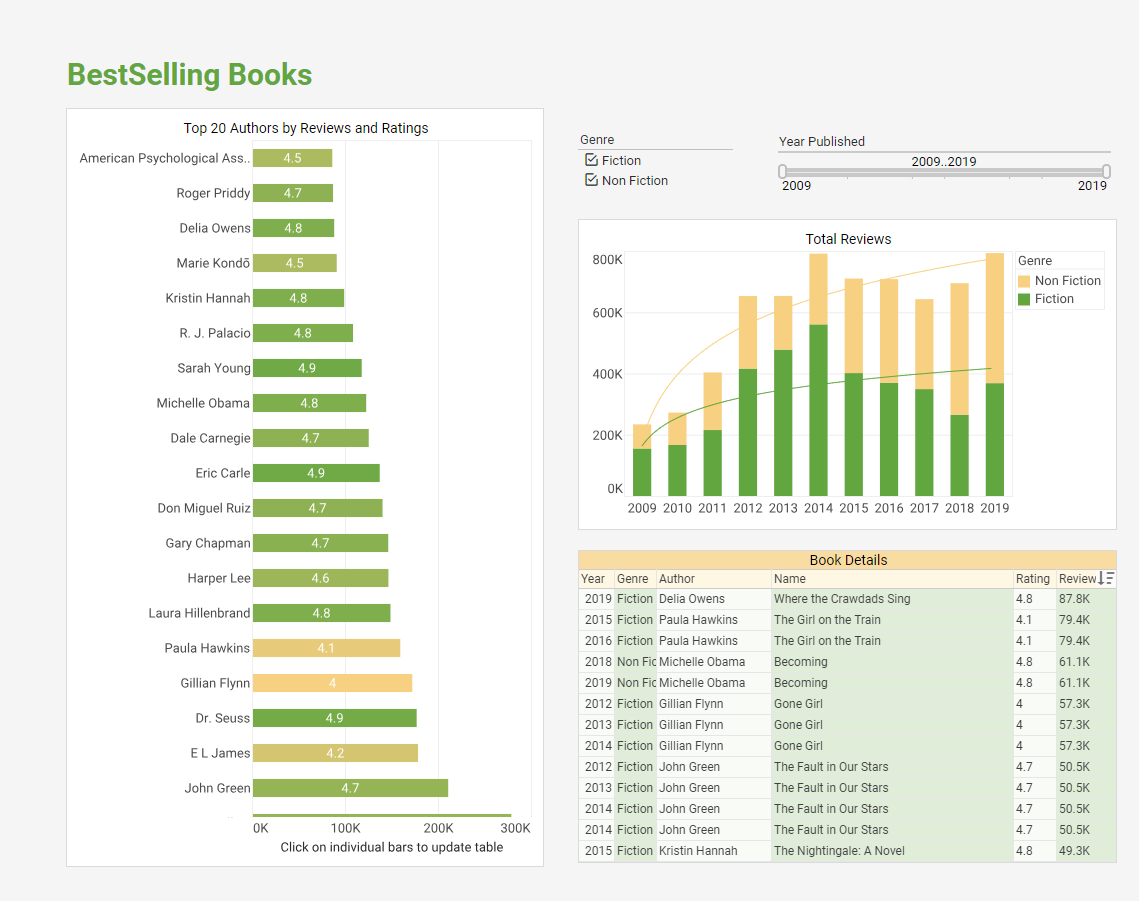 BestSelling Books
Top 20 Authors by Reviews and Ratings
American Psychological Ass.. 4.5
Roger Priddy 4.7
Delia Owens 4.8
Marie Kondō 4.5
Kristin Hannah 4.8
R. J. Palacio 4.8
Sarah Young 4.9
Michelle Obama 4.8
Dale Carnegie 4.7
Eric Carle 4.9
Don Miguel Ruiz 4.7
Gary Chapman 4.7
Harper Lee 4.6
Laura Hillenbrand 4.8
Paula Hawkins 4.1
Gillian Flynn 4
Dr. Seuss 4.9
E L James 4.2
John Green 4.7
0K 100K 200K 300K
Click on individual bars to update table
Genre
Fiction
Non Fiction
Year Published
2009..2019
2009 2019
Total Reviews
800K
600K
400K
200K
0K
2009 2010 2011 2012 2013 2014 2015 2016 2017 2018 2019
Genre
Non Fiction
Fiction
Book Details
Year Genre Author Name Rating Review
2019 Fiction Delia Owens Where the Crawdads Sing 4.8 87.8K
2015 Fiction Paula Hawkins The Girl on the Train 4.1 79.4K
2016 Fiction Paula Hawkins The Girl on the Train 4.1 79.4K
2018 Non Fic Michelle Obama Becoming 4.8 61.1K
2019 Non Fic Michelle Obama Becoming 4.8 61.1K
2012 Fiction Gillian Flynn Gone Girl 4 57.3K
2013 Fiction Gillian Flynn Gone Girl 4 57.3K
2014 Fiction Gillian Flynn Gone Girl 4 57.3K
2012 Fiction John Green The Fault in Our Stars 4.7 50.5K
2013 Fiction John Green The Fault in Our Stars 4.7 50.5K
2014 Fiction John Green The Fault in Our Stars 4.7 50.5K
2014 Fiction John Green The Fault in Our Stars 4.7 50.5K
2015 Fiction Kristin Hannah The Nightingale: A Novel 4.8 49.3K